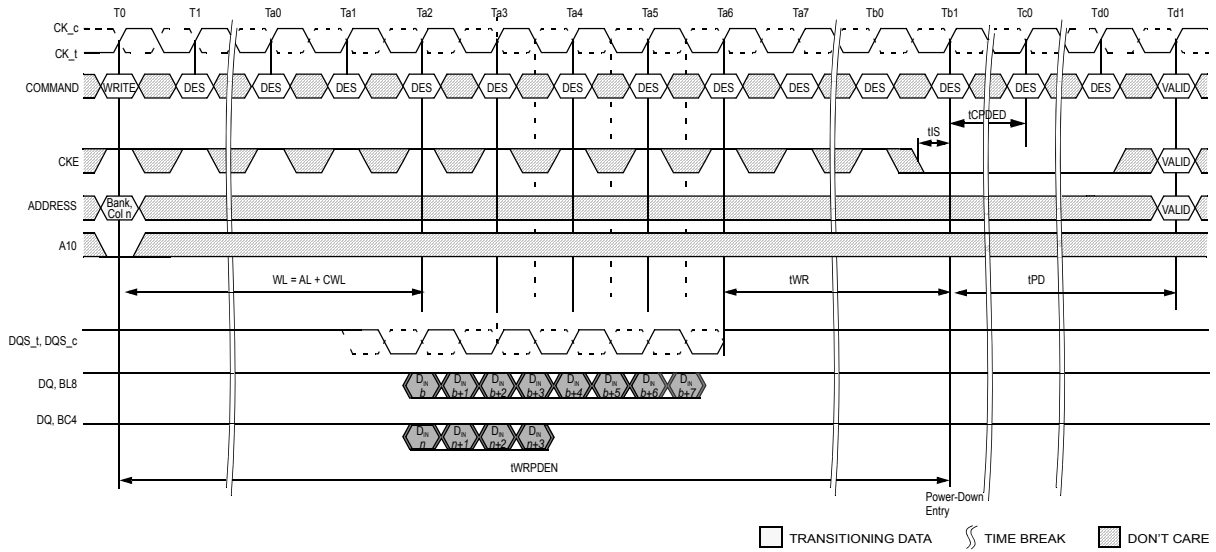 T0 T1 Ta0 Ta1 Ta2 Ta3 Ta4 Ta5 Ta6 Ta7 Tb0 Tb1 Tc0 Td0 Td1
CK_c
CK_t
COMMAND WRITE DES DES DES DES DES DES DES DES DES DES DES DES DES VALID
tCPDED
tIS
CKE VALID
ADDRESS Bank, Col n VALID
A10
WL = AL + CWL tWR tPD
DQS_t, DQS_c
DQ, BL8 DIN b DIN b+1 DIN b+2 DIN b+3 DIN b+4 DIN b+5 DIN b+6 DIN b+7
DQ, BC4 DIN n DIN n+1 DIN n+2 DIN n+3
tWRPDEN
Power-Down
Entry
TRANSITIONING DATA TIME BREAK DON'T CARE